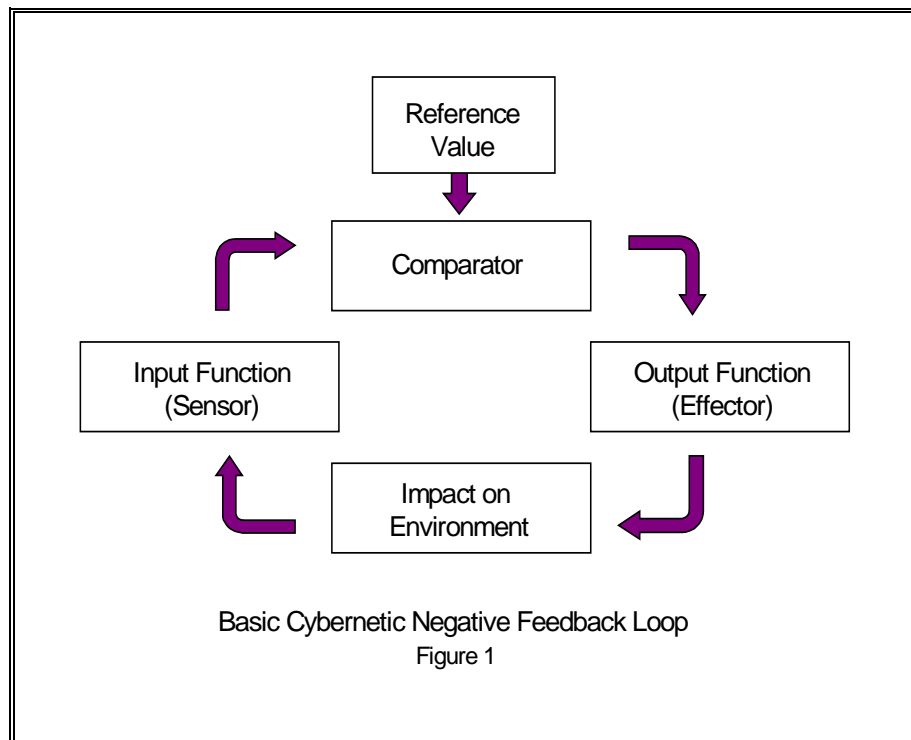 Reference
Value
Comparator
Input Function
(Sensor)
Output Function
(Effector)
Impact on
Environment
Basic Cybernetic Negative Feedback Loop
Figure 1